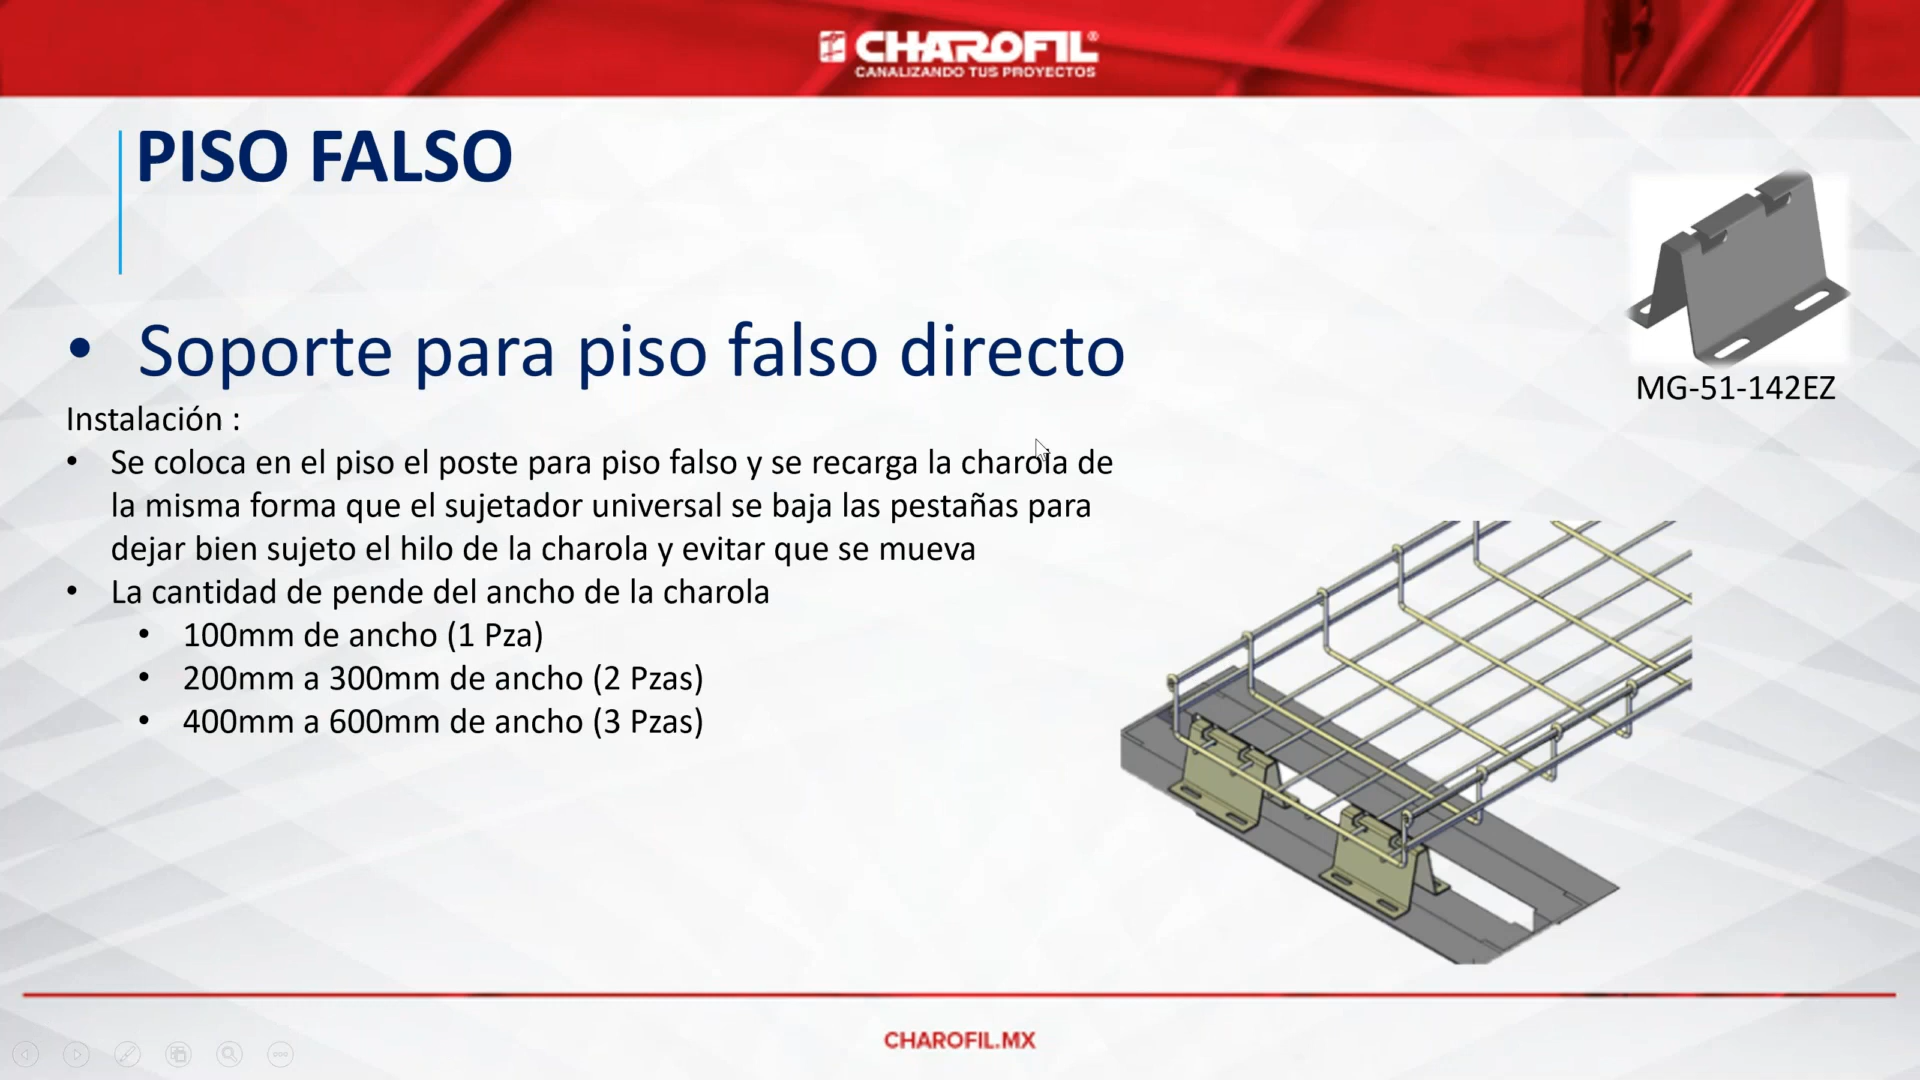 CHAROFIL®
CANALIZANDO TUS PROYECTOS
PISO FALSO
• Soporte para piso falso directo
MG-51-142EZ
Instalación :
• Se coloca en el piso el poste para piso falso y se recarga la charola de
la misma forma que el sujetador universal se baja las pestañas para
dejar bien sujeto el hilo de la charola y evitar que se mueva
• La cantidad de pende del ancho de la charola
• 100mm de ancho (1 Pza)
• 200mm a 300mm de ancho (2 Pzas)
• 400mm a 600mm de ancho (3 Pzas)
CHAROFIL.MX